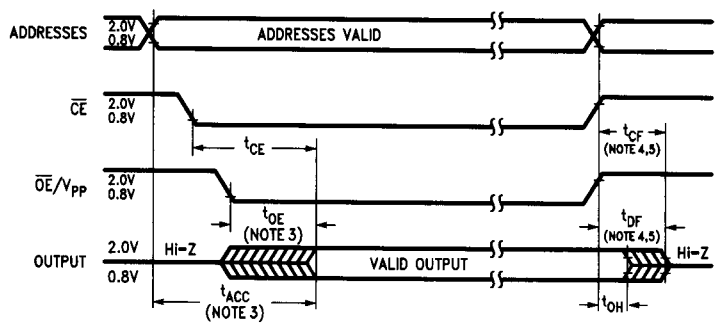 ADDRESSES 2.0V
0.8V
ADDRESSES VALID
CE 2.0V
0.8V
tCE
tCF
(NOTE 4,5)
OE/VPP 2.0V
0.8V
tOE
(NOTE 3)
tDF
(NOTE 4,5)
OUTPUT 2.0V
0.8V
Hi-Z
VALID OUTPUT
Hi-Z
tACC
(NOTE 3)
tOH